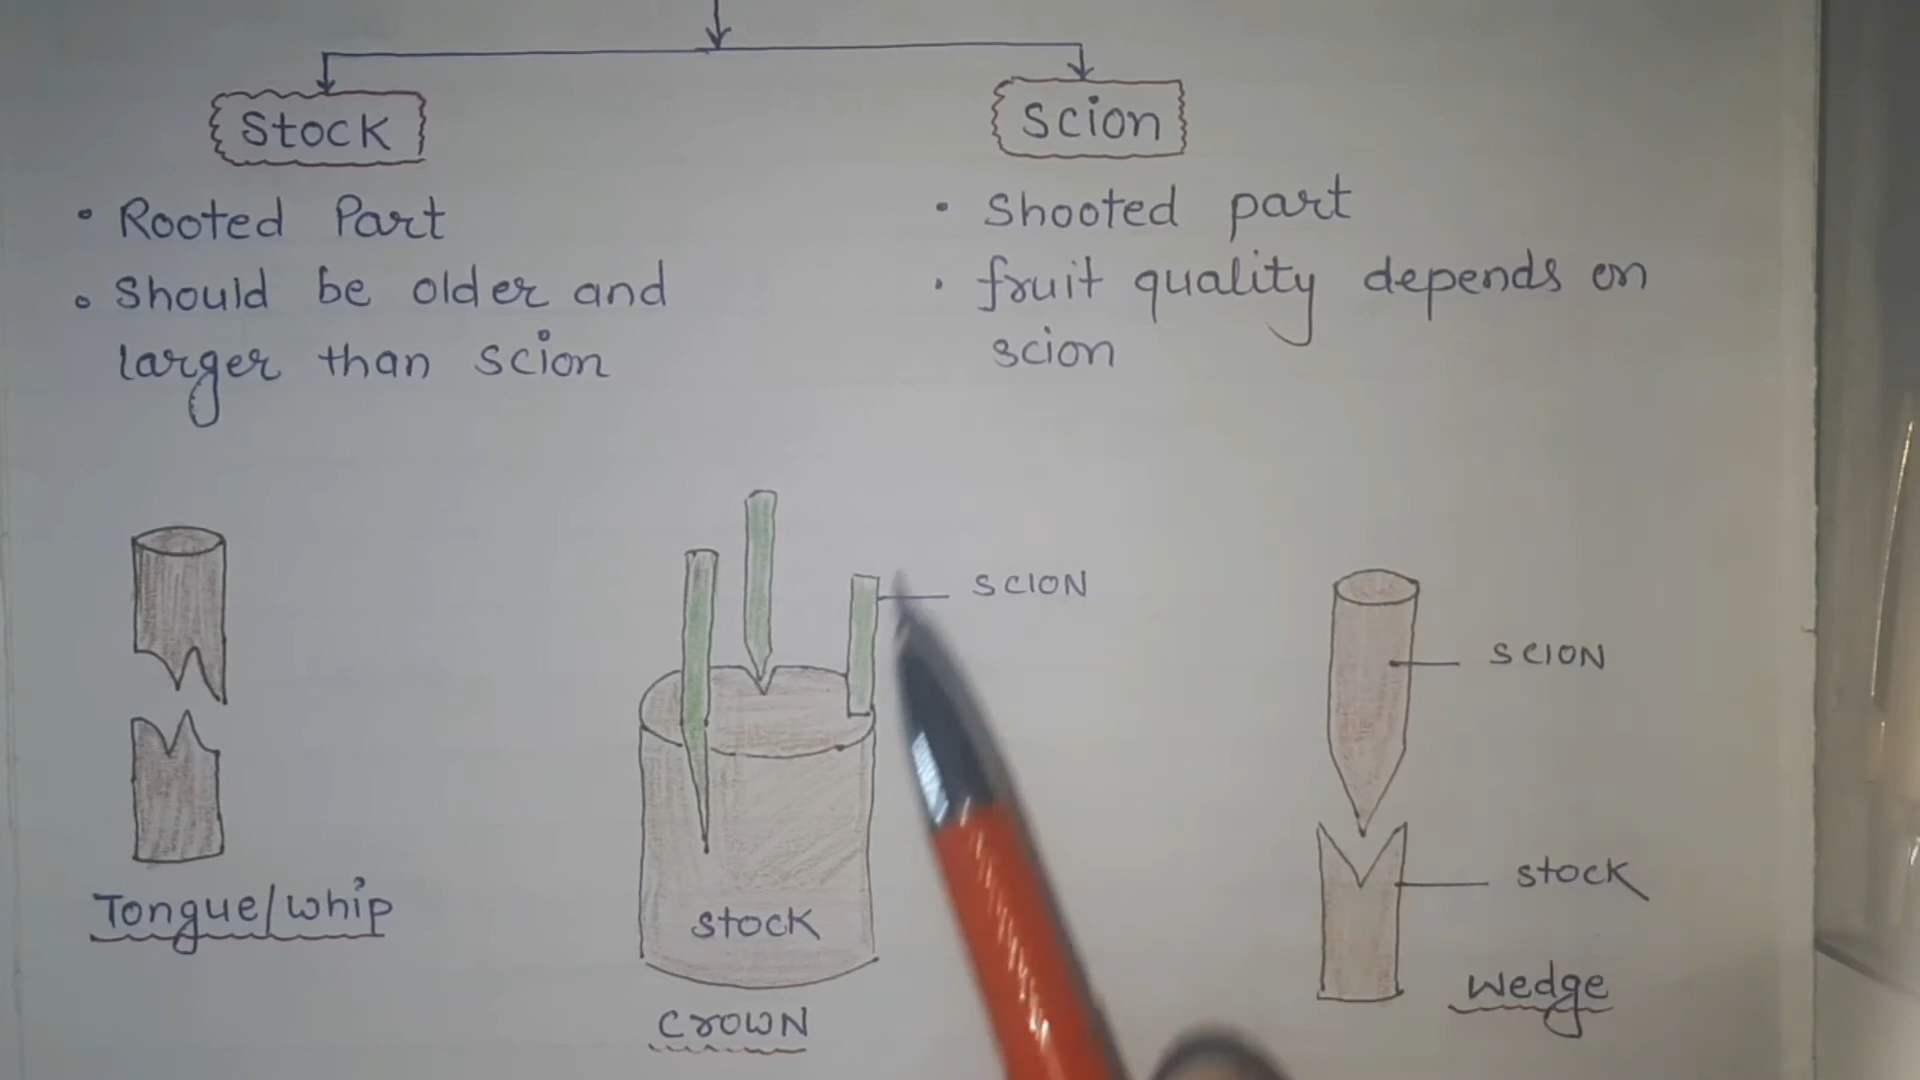 Stock
• Rooted Part
• Should be older and
larger than scion
Scion
• Shooted part
• fruit quality depends on
scion
Tongue/whip
SCION
Stock
CROWN
SCION
Stock
Wedge